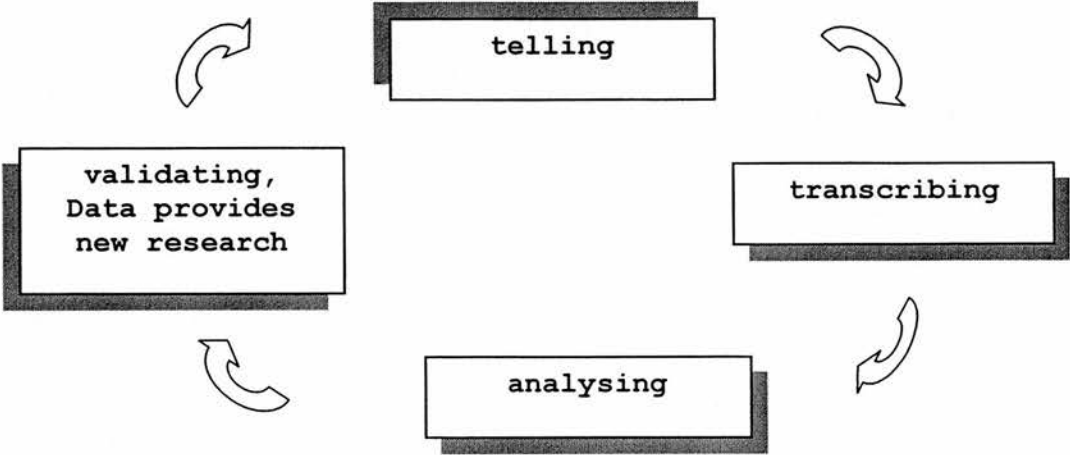 telling
transcribing
analysing
validating,
Data provides
new research